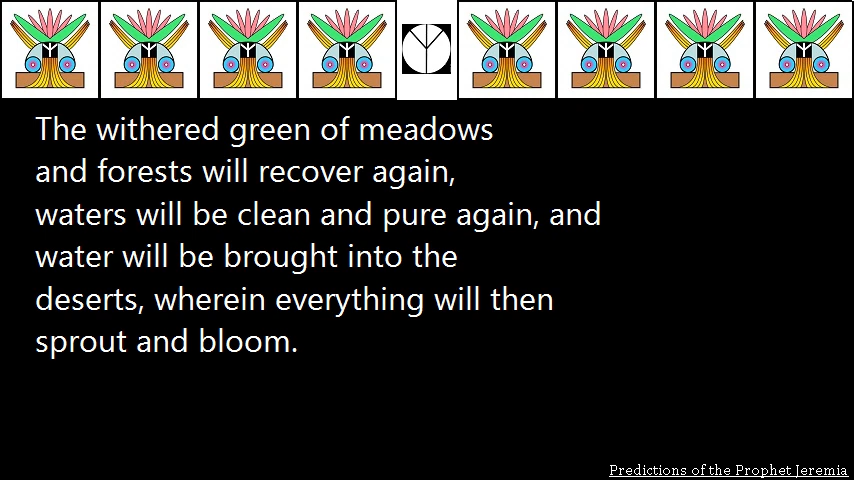 The withered green of meadows
and forests will recover again,
waters will be clean and pure again, and
water will be brought into the
deserts, wherein everything will then
sprout and bloom.
Predictions of the Prophet Jeremia